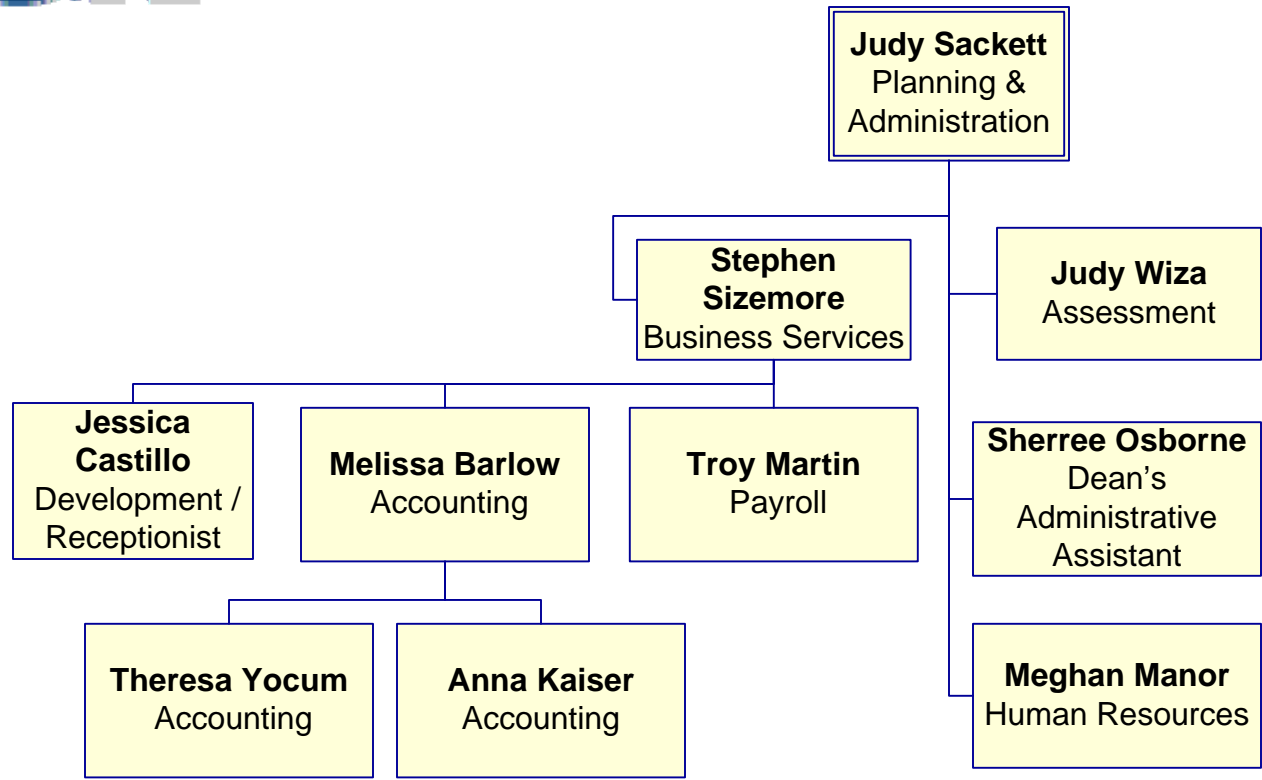 Judy Sackett
Planning &
Administration
Stephen
Sizemore
Business Services
Judy Wiza
Assessment
Jessica
Castillo
Development /
Receptionist
Melissa Barlow
Accounting
Troy Martin
Payroll
Sherree Osborne
Dean’s
Administrative
Assistant
Theresa Yocum
Accounting
Anna Kaiser
Accounting
Meghan Manor
Human Resources